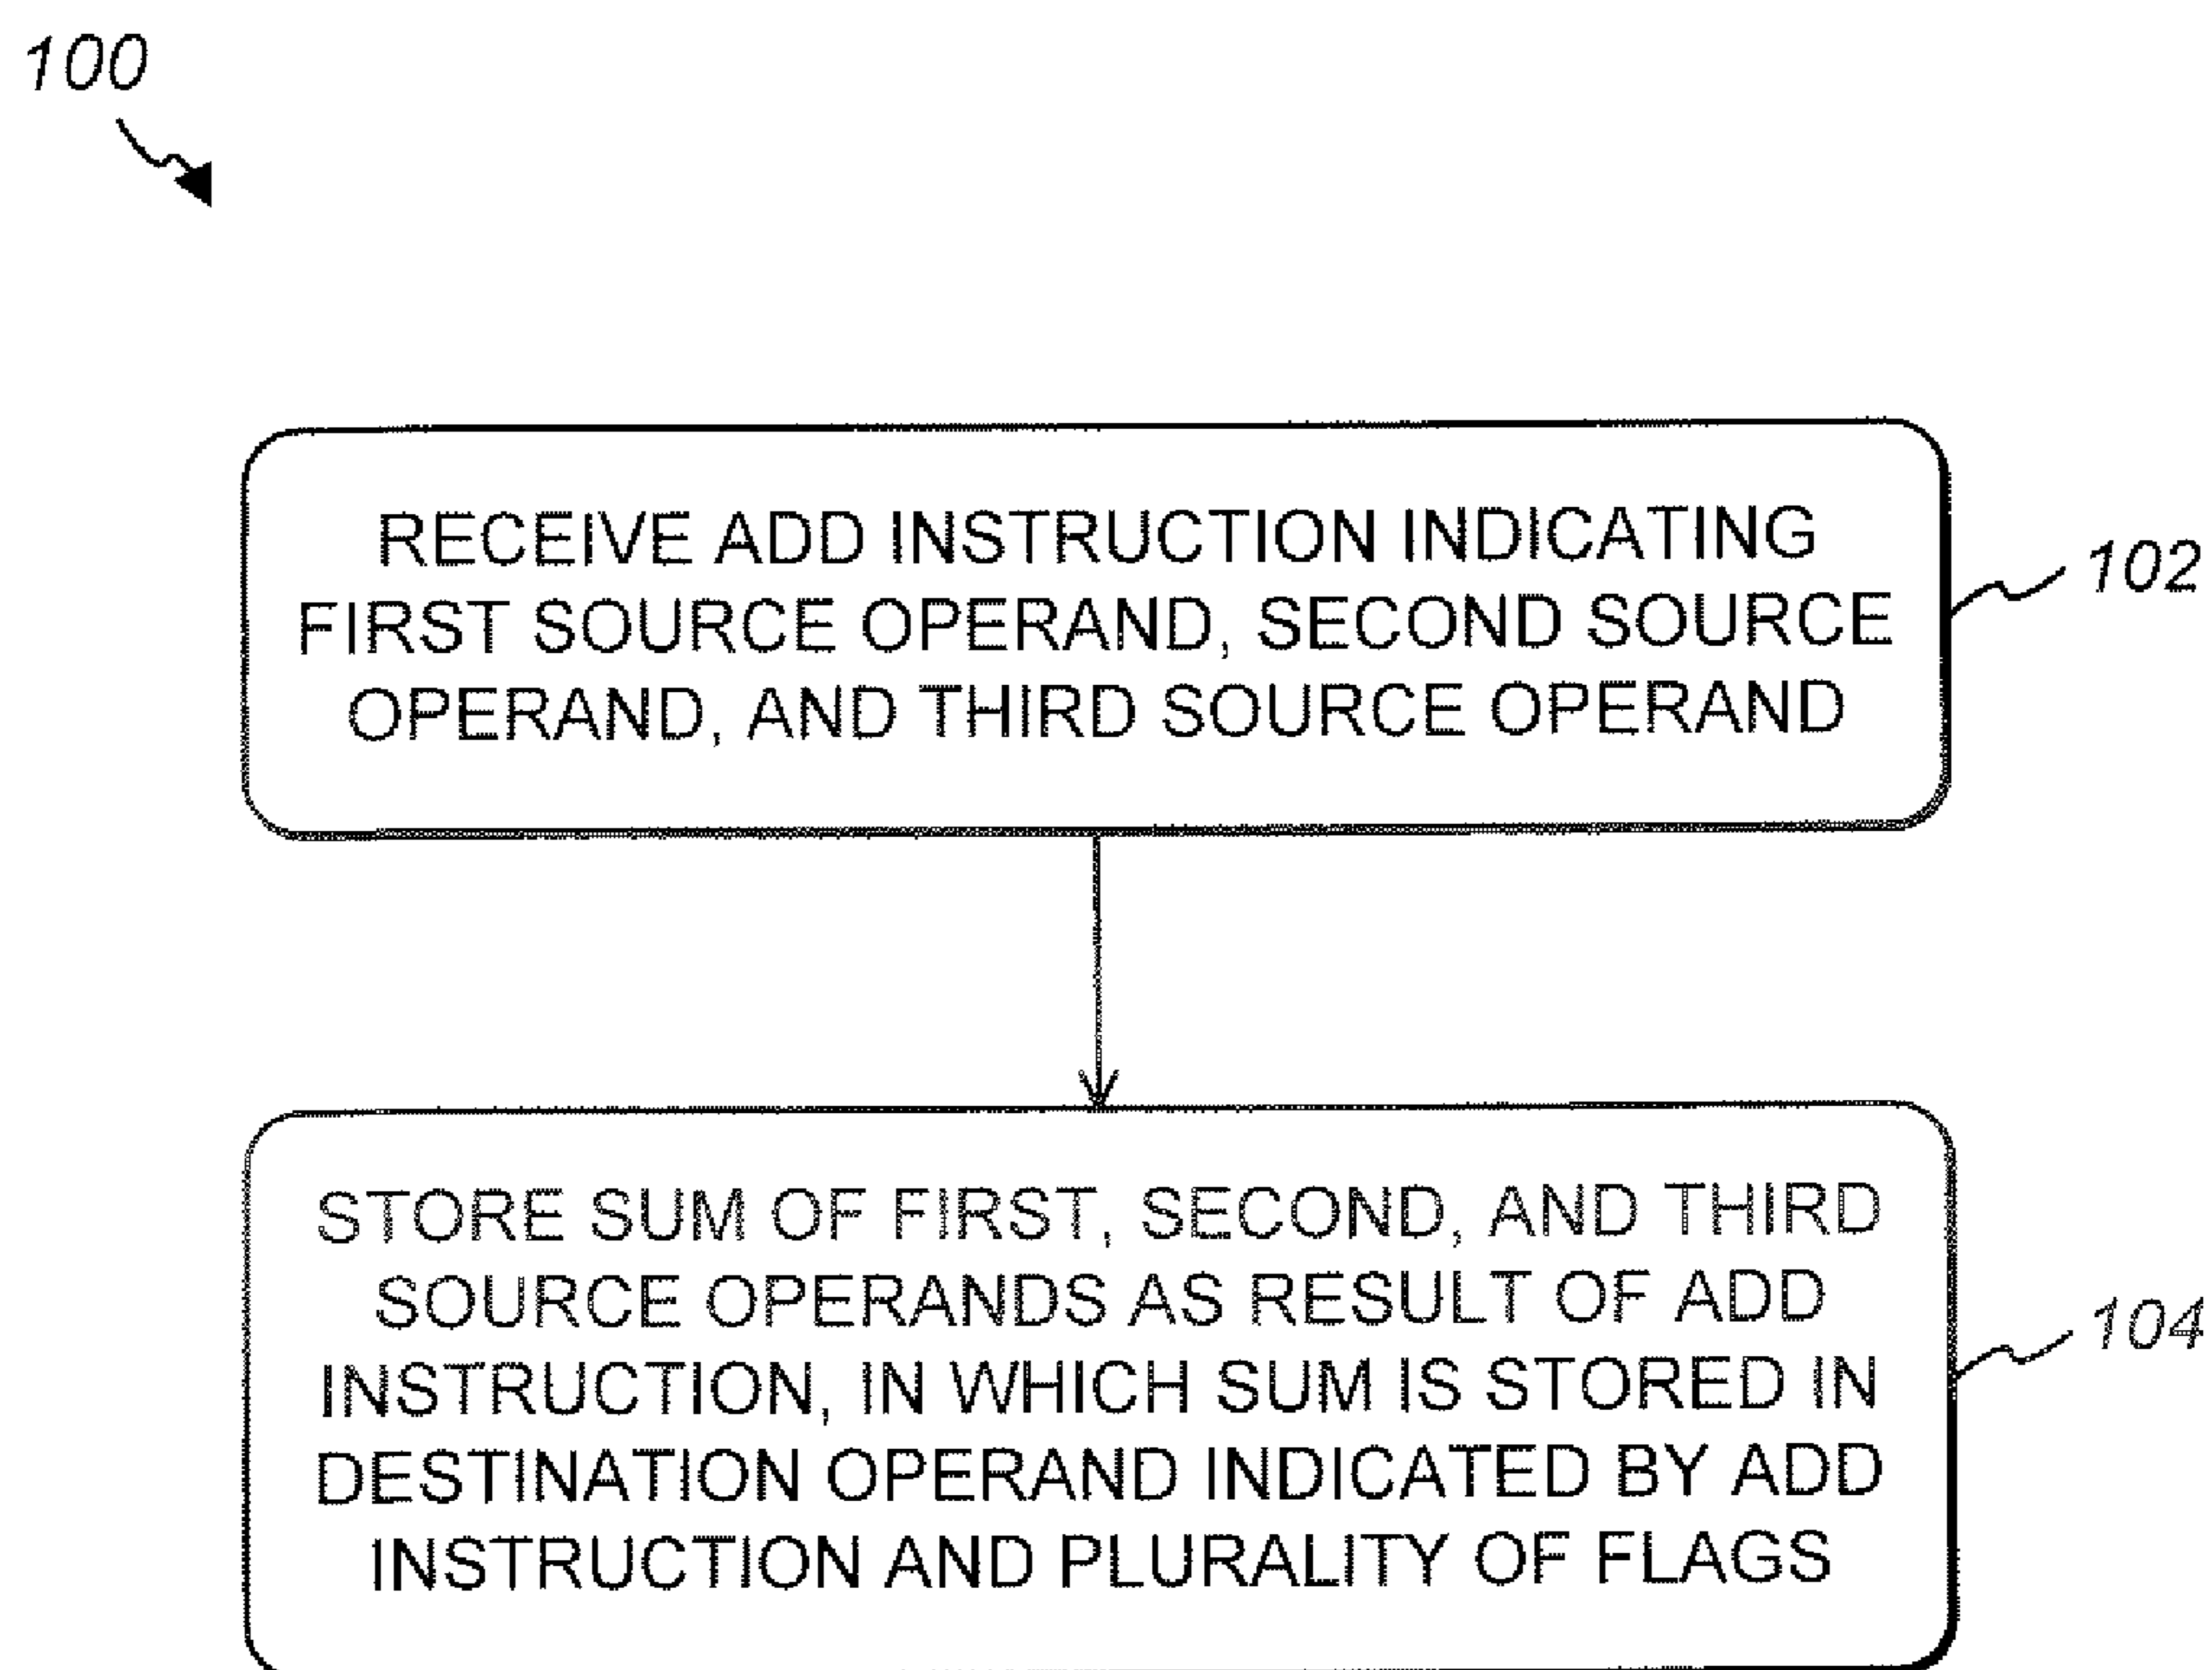 100
RECEIVE ADD INSTRUCTION INDICATING
FIRST SOURCE OPERAND, SECOND SOURCE
OPERAND, AND THIRD SOURCE OPERAND
102
STORE SUM OF FIRST, SECOND, AND THIRD
SOURCE OPERANDS AS RESULT OF ADD
INSTRUCTION, IN WHICH SUM IS STORED IN
DESTINATION OPERAND INDICATED BY ADD
INSTRUCTION AND PLURALITY OF FLAGS
104